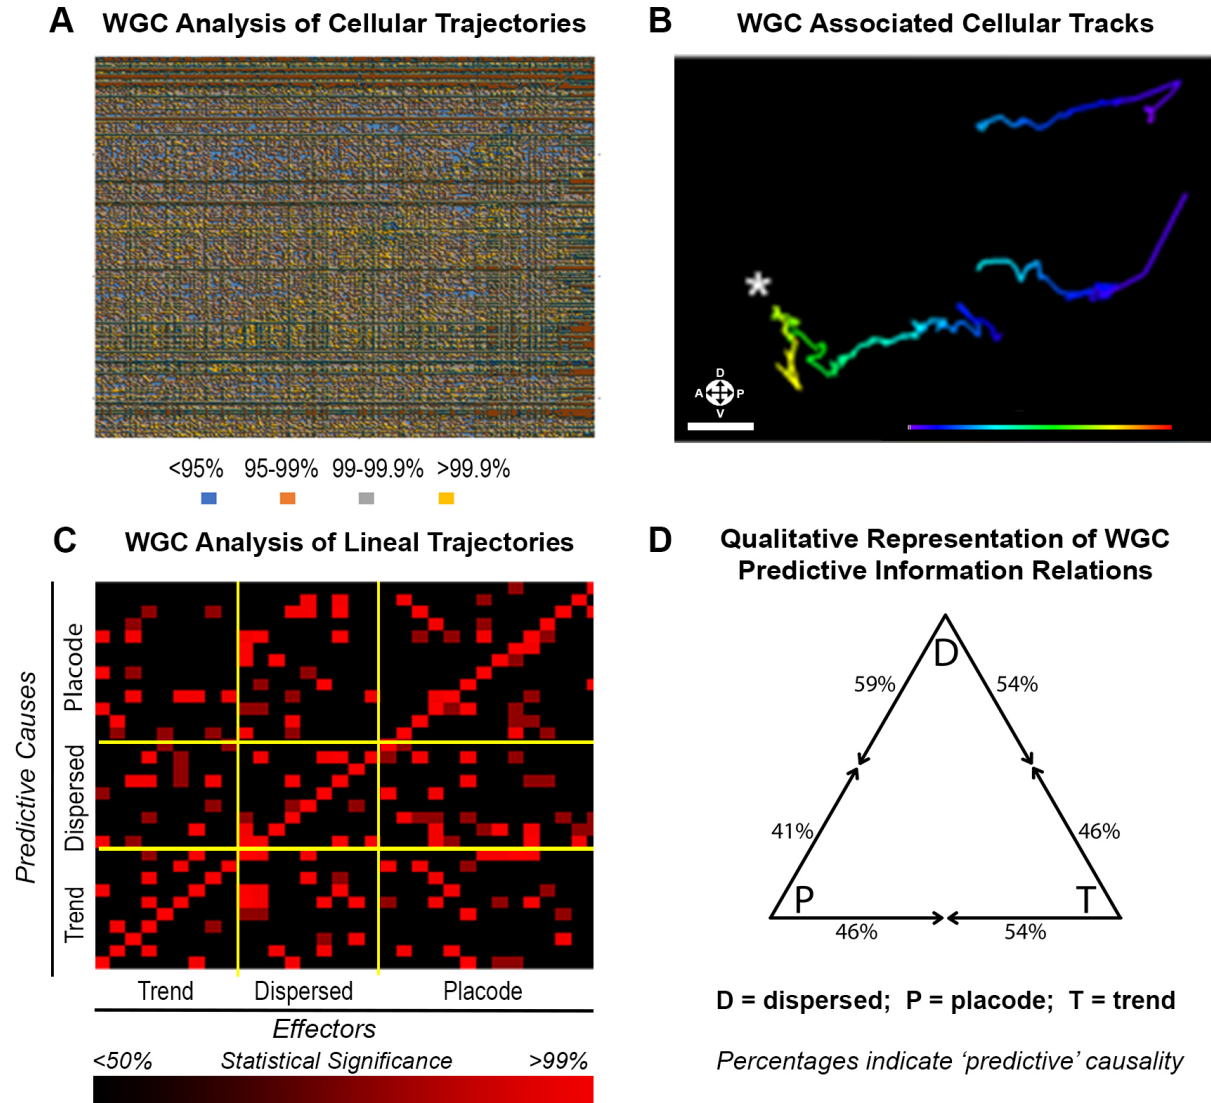 A WGC Analysis of Cellular Trajectories
<95% 95-99% 99-99.9% >99.9%
B WGC Associated Cellular Tracks
*
D
A P
V
C WGC Analysis of Lineal Trajectories
Predictive Causes
Placode
Dispersed
Trend
Trend Dispersed Placode
Effectors
<50% Statistical Significance >99%
D Qualitative Representation of WGC
Predictive Information Relations
D
59% 54%
41% 46%
P T
46% 54%
D = dispersed; P = placode; T = trend
Percentages indicate ‘predictive’ causality